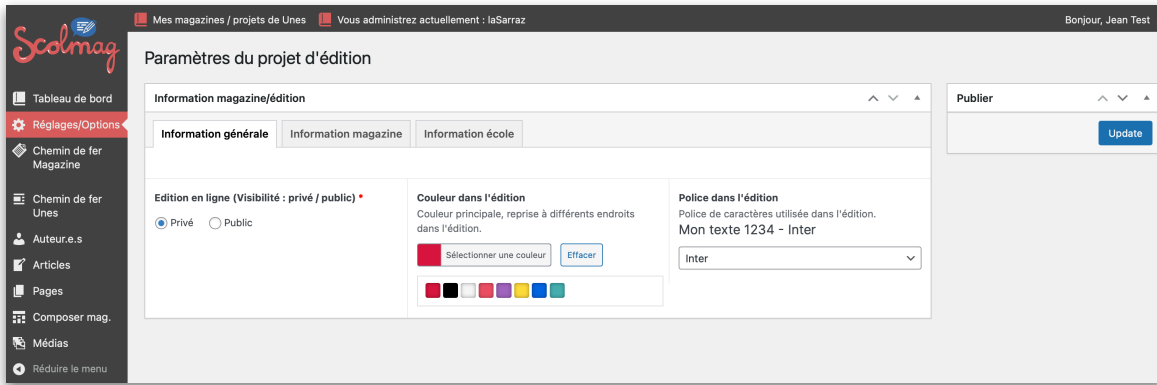 Scolmag
Mes magazines / projets de Unes
Vous administrez actuellement : laSarraz
Bonjour, Jean Test
Tableau de bord
Réglages/Options
Chemin de fer
Magazine
Chemin de fer
Unes
Auteur.e.s
Articles
Pages
Composer mag.
Médias
Réduire le menu
Paramètres du projet d'édition
Information magazine/édition
Information générale
Information magazine
Information école
Edition en ligne (Visibilité : privé / public) *
Privé
Public
Couleur dans l'édition
Couleur principale, reprise à différents endroits
dans l'édition.
Sélectionner une couleur
Effacer
Police dans l'édition
Police de caractères utilisée dans l'édition.
Mon texte 1234 - Inter
Inter
Publier
Update